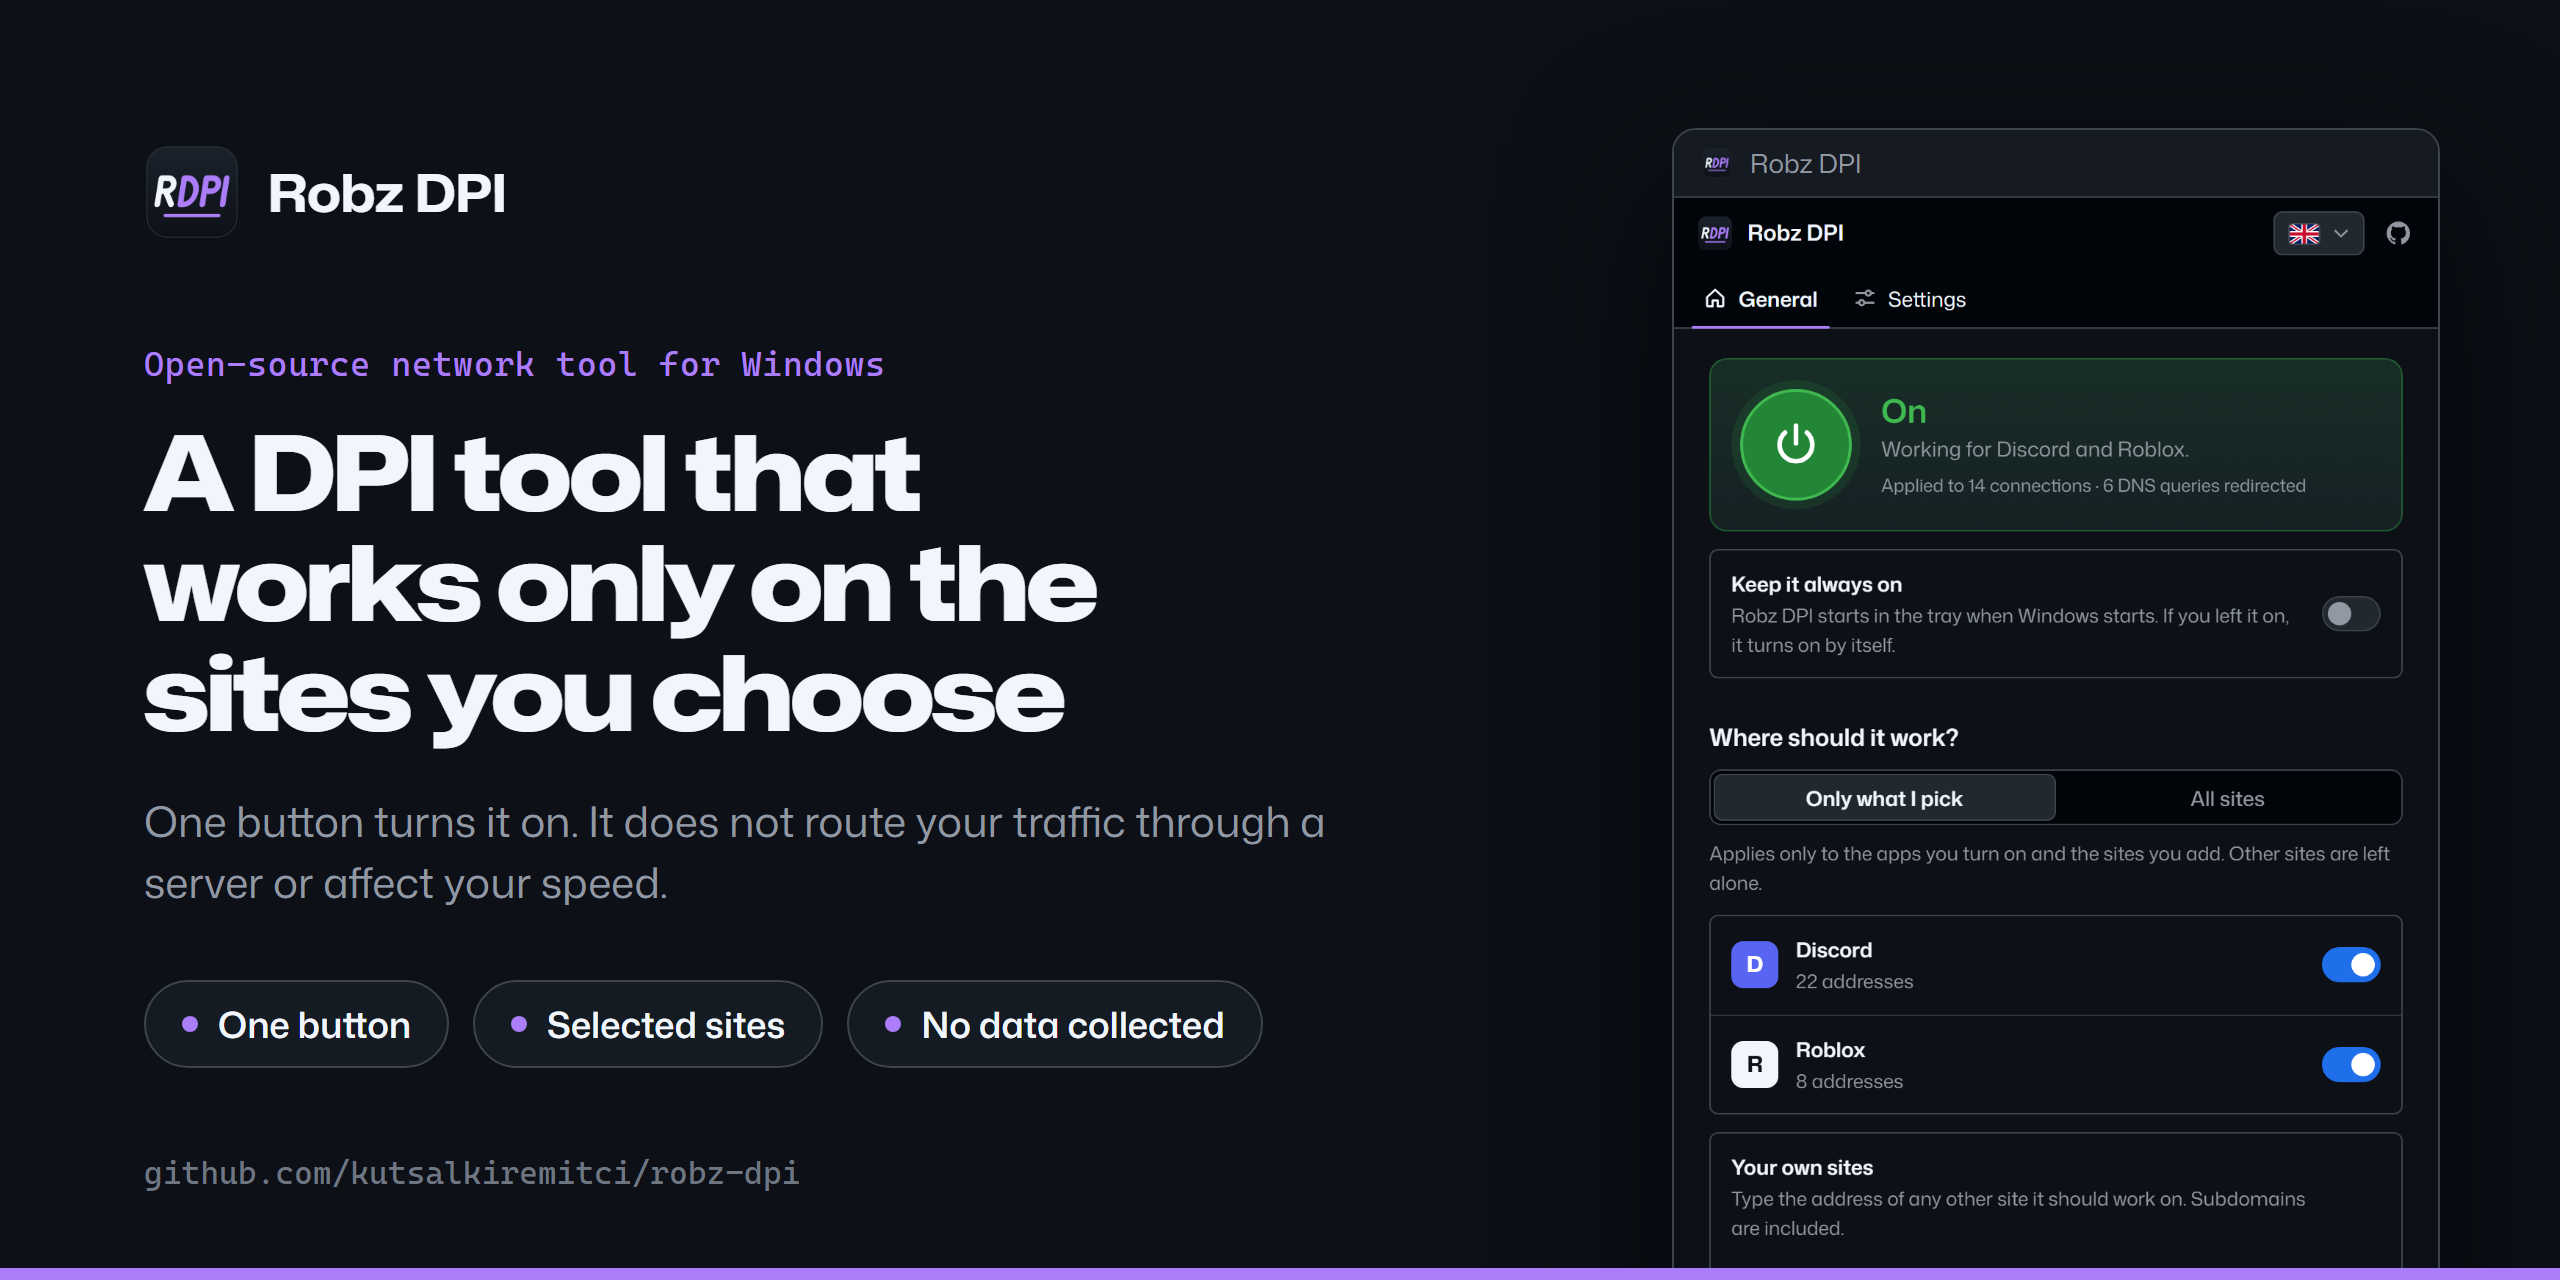 RDPI
Robz DPI
Open-source network tool for Windows
A DPI tool that
works only on the
sites you choose
One button turns it on. It does not route your traffic through a
server or affect your speed.
One button
Selected sites
No data collected
github.com/kutsalkiremitci/robz-dpi
RDPI
Robz DPI
RDPI
Robz DPI
General
Settings
On
Working for Discord and Roblox.
Applied to 14 connections · 6 DNS queries redirected
Keep it always on
Robz DPI starts in the tray when Windows starts. If you left it on,
it turns on by itself.
Where should it work?
Only what I pick
All sites
Applies only to the apps you turn on and the sites you add. Other sites are left
alone.
D
Discord
22 addresses
R
Roblox
8 addresses
Your own sites
Type the address of any other site it should work on. Subdomains
are included.